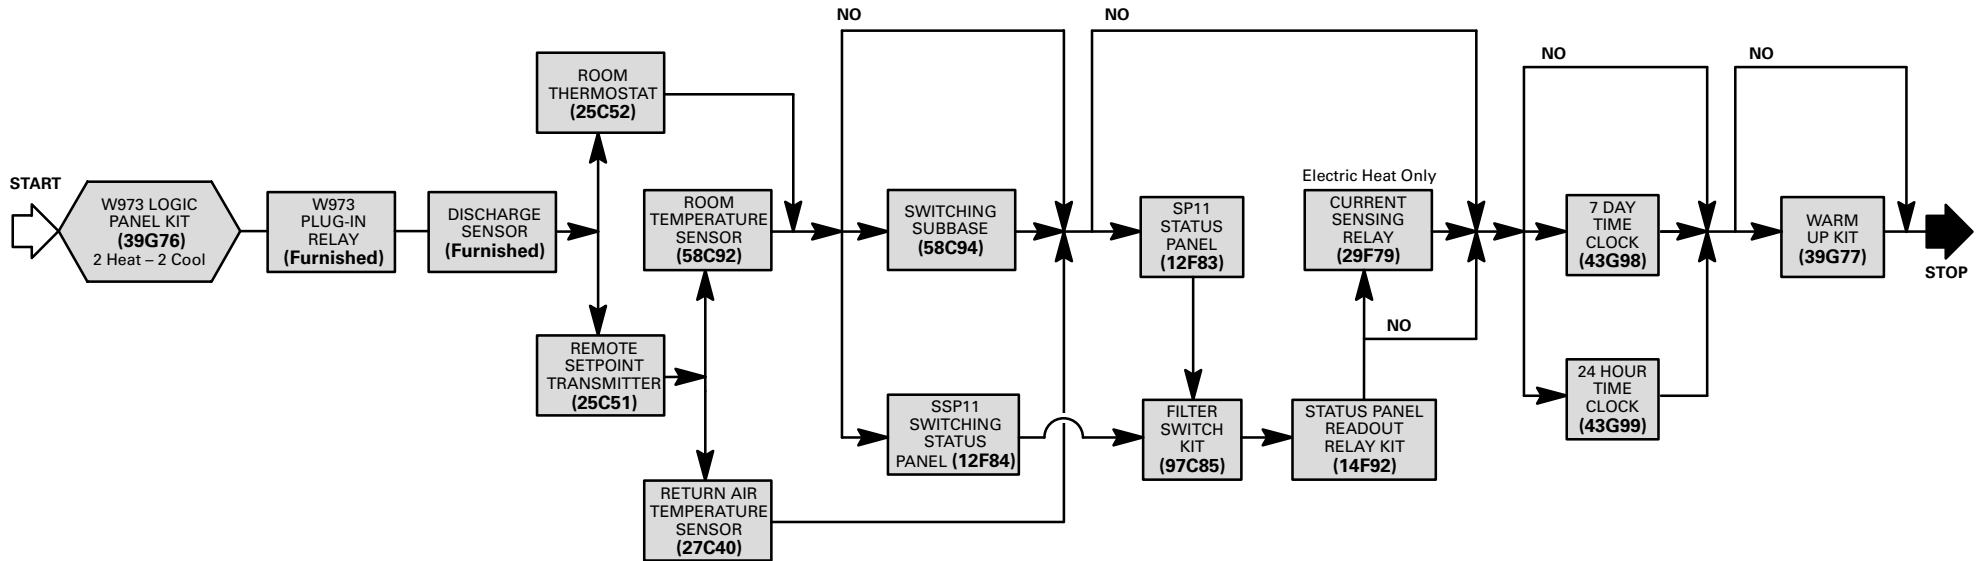 START
W973 LOGIC
PANEL KIT
(39G76)
2 Heat – 2 Cool
W973
PLUG-IN
RELAY
(Furnished)
DISCHARGE
SENSOR
(Furnished)
ROOM
THERMOSTAT
(25C52)
REMOTE
SETPOINT
TRANSMITTER
(25C51)
ROOM
TEMPERATURE
SENSOR
(58C92)
RETURN AIR
TEMPERATURE
SENSOR
(27C40)
NO
SWITCHING
SUBBASE
(58C94)
SSP11
SWITCHING
STATUS
PANEL (12F84)
NO
SP11
STATUS
PANEL
(12F83)
FILTER
SWITCH
KIT
(97C85)
Electric Heat Only
CURRENT
SENSING
RELAY
(29F79)
NO
STATUS PANEL
READOUT
RELAY KIT
(14F92)
NO
7 DAY
TIME
CLOCK
(43G98)
24 HOUR
TIME
CLOCK
(43G99)
NO
WARM
UP KIT
(39G77)
STOP